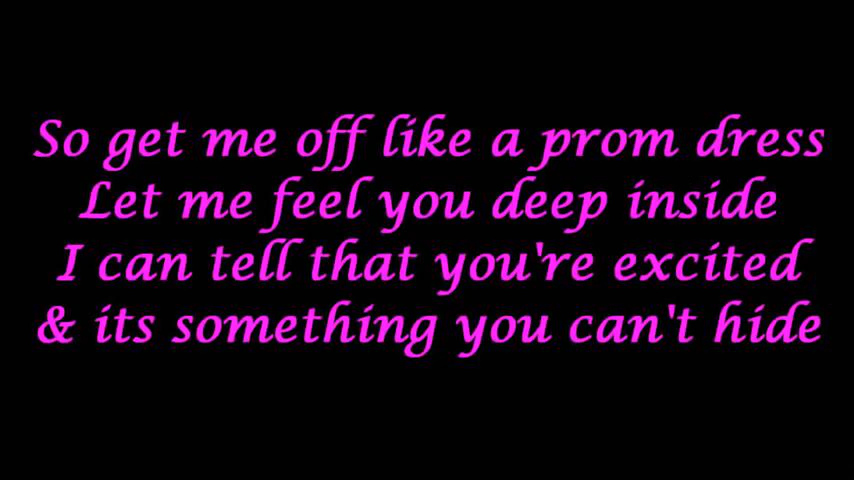 So get me off like a prom dress
Let me feel you deep inside
I can tell that you're excited
& its something you can't hide